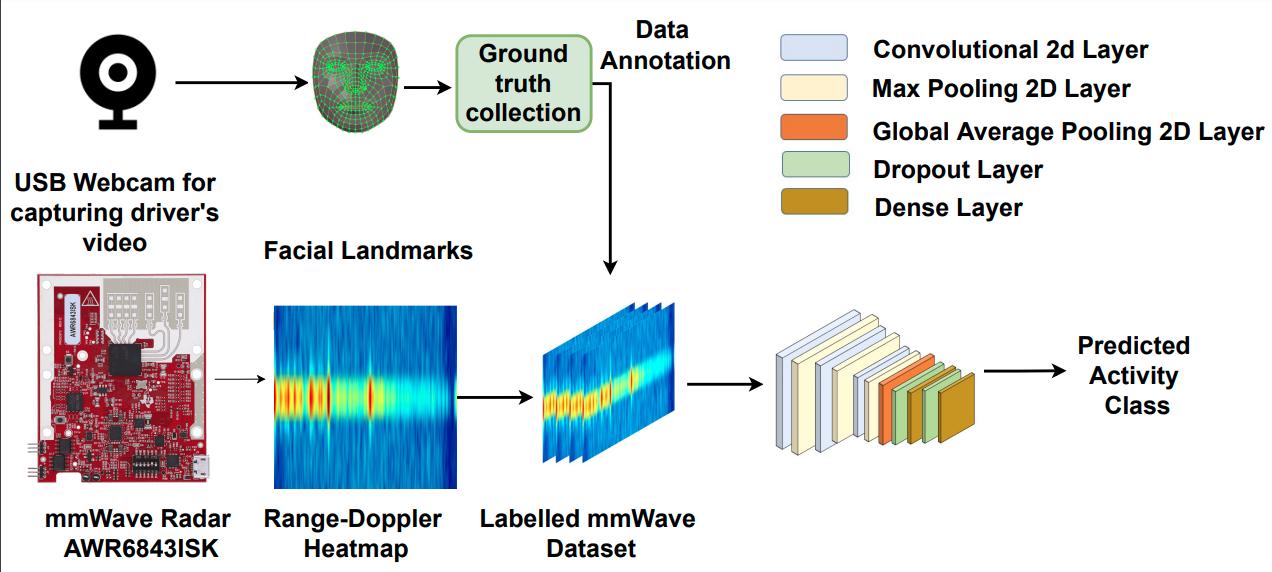 Data
Annotation
Ground
truth
collection
Convolutional 2d Layer
Max Pooling 2D Layer
Global Average Pooling 2D Layer
Dropout Layer
Dense Layer
USB Webcam for
capturing driver's
video
Facial Landmarks
AWR6843ISK
Predicted
Activity
Class
mmWave Radar
AWR6843ISK
Range-Doppler
Heatmap
Labelled mmWave
Dataset